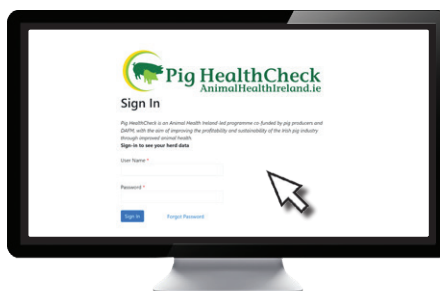 Pig HealthCheck
AnimalHealthIreland.ie
Sign In
Pig HealthCheck is an Animal Health Ireland led programme co-funded by pig producers and
DAFM, with the aim of improving the profitability and sustainability of the Irish pig industry
through improved animal health.
Sign-in to see your herd data
User Name *
Password *
Sign In
Forgot Password